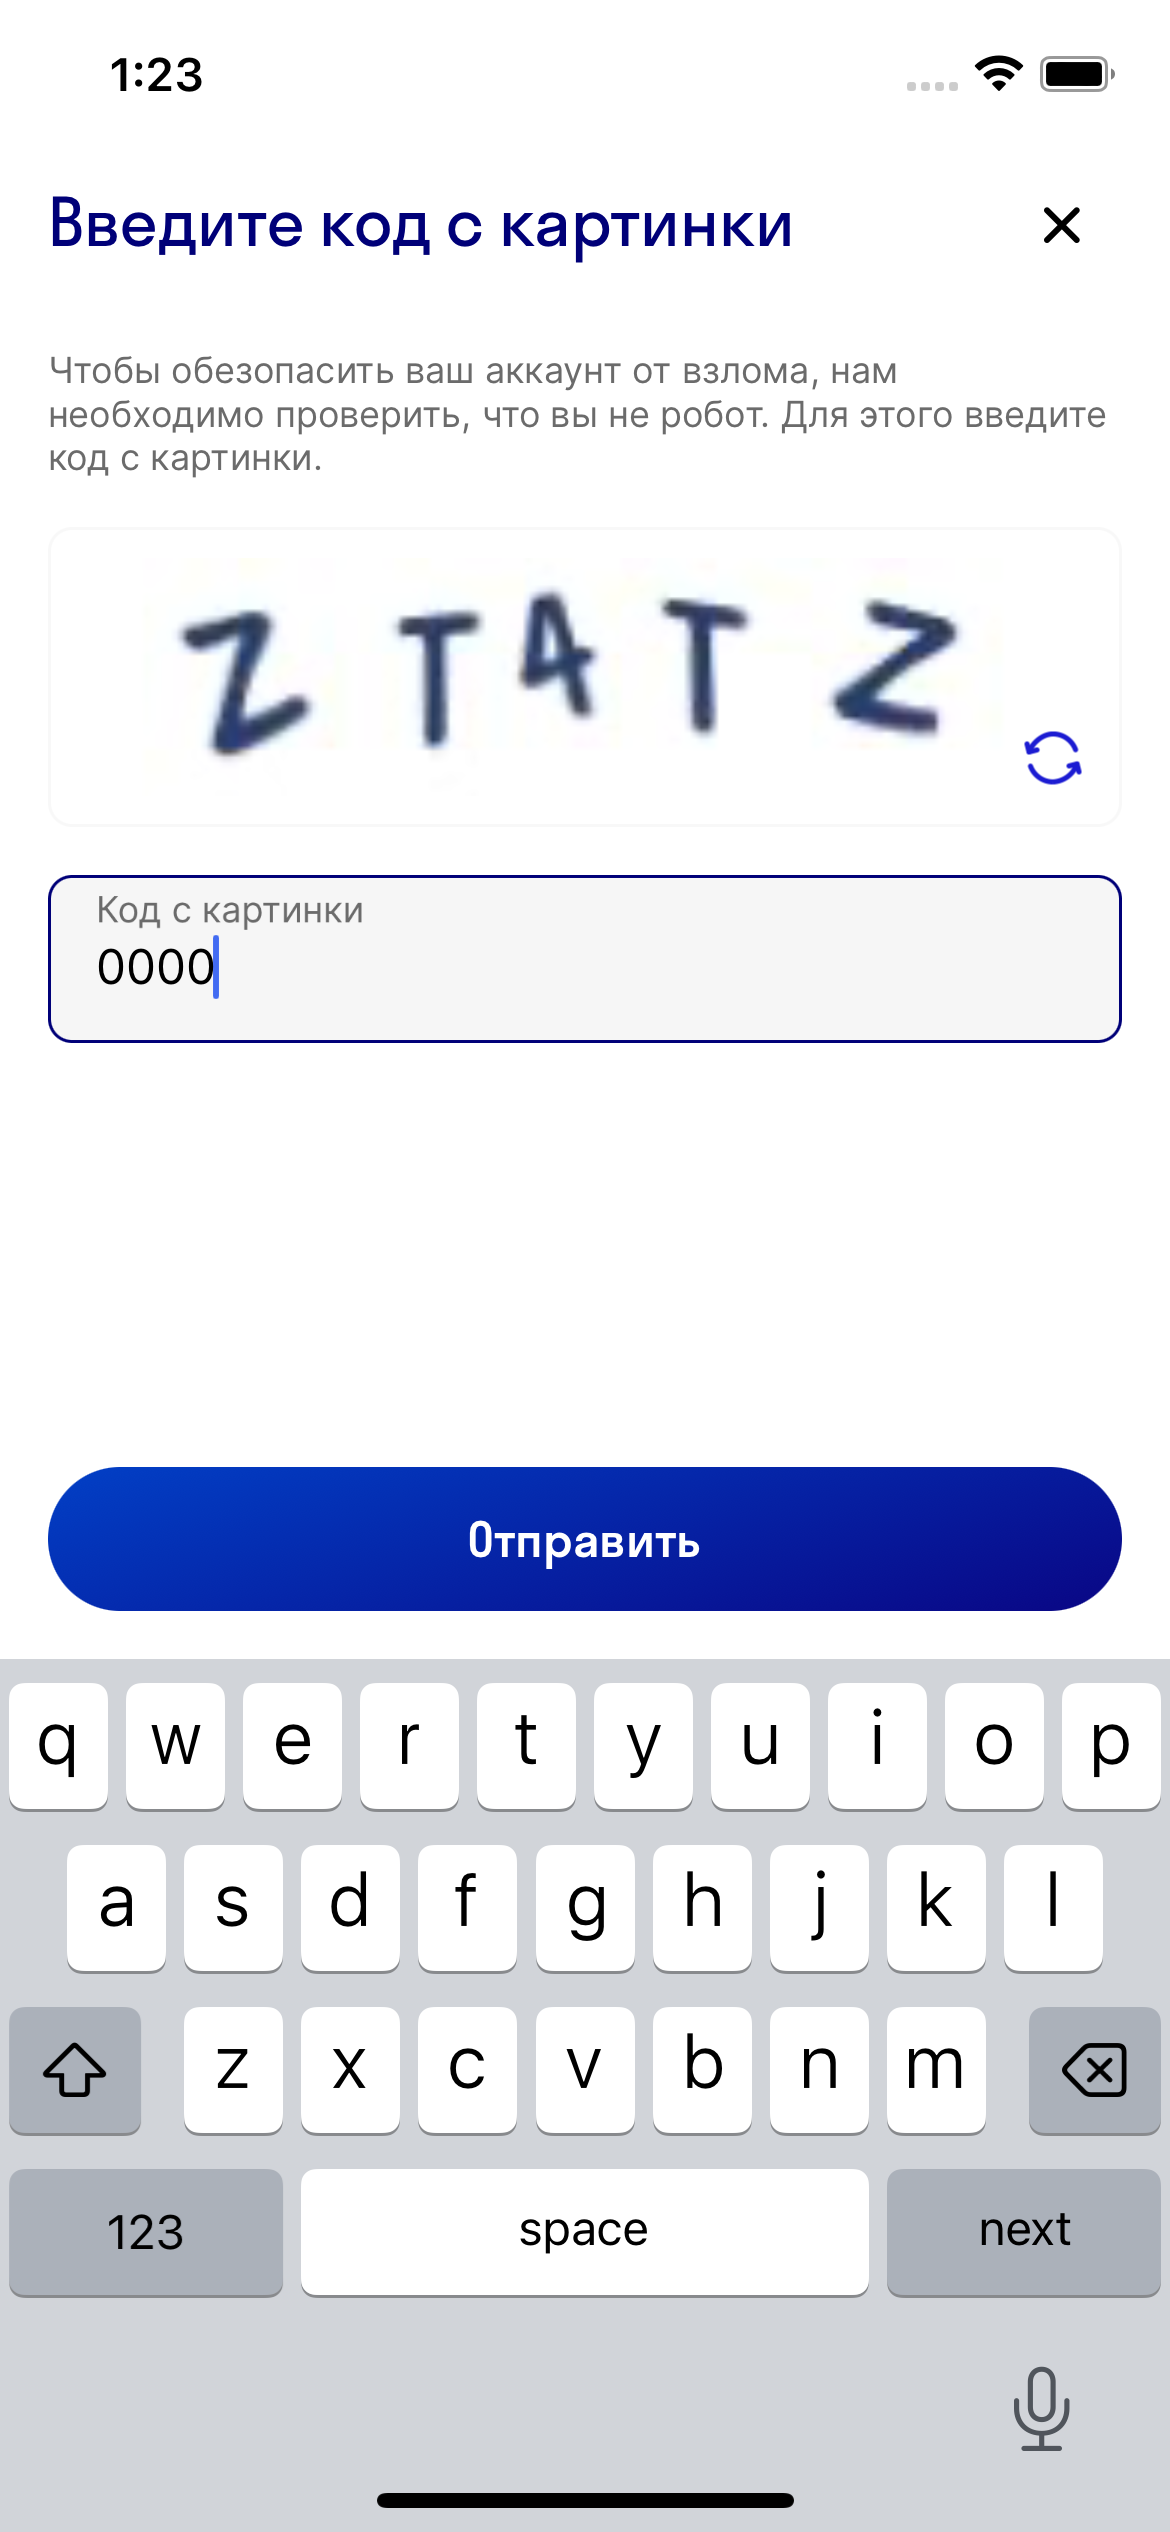 1:23
Введите код с картинки
Чтобы обезопасить ваш аккаунт от взлома, нам
необходимо проверить, что вы не робот. Для этого введите
код с картинки.
Код с картинки
0000
Отправить
q w e r t y u i o p
a s d f g h j k l
z x c v b n m
123 space next